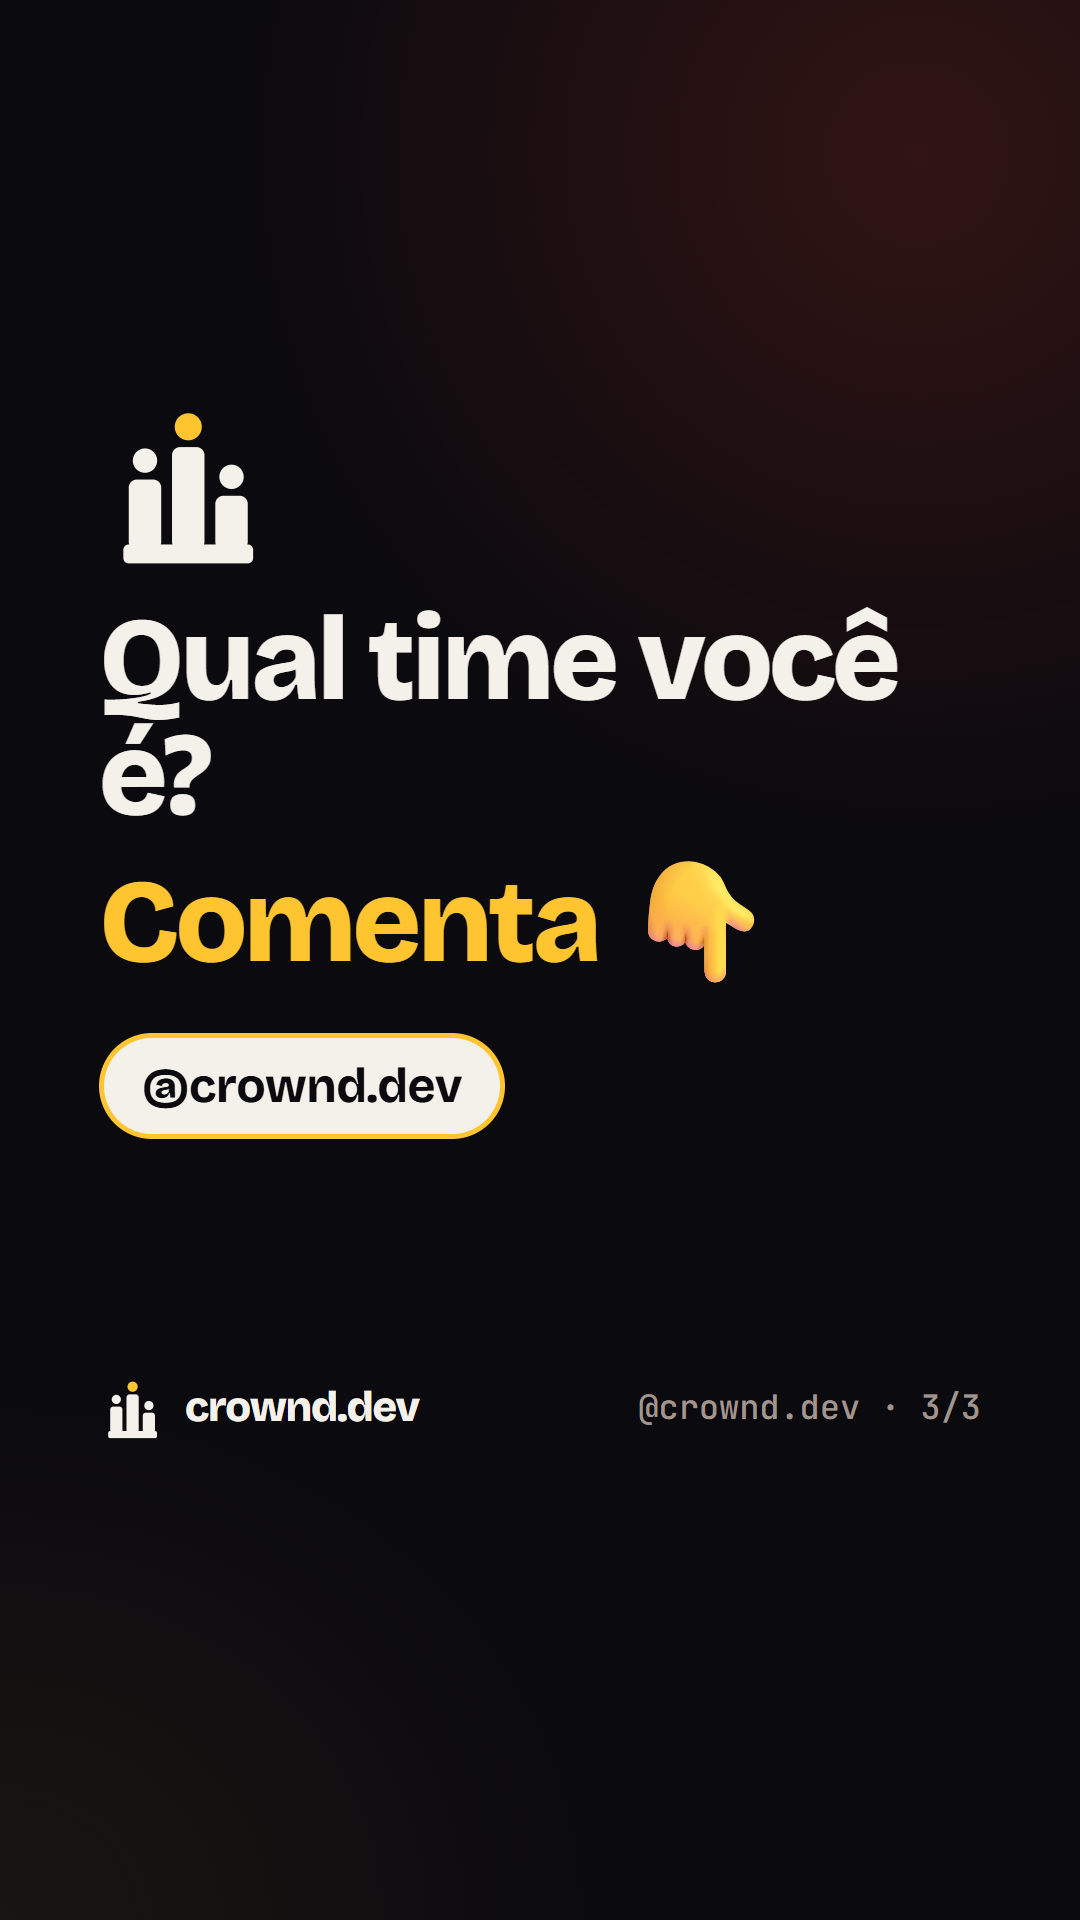 Qual time você
é?
Comenta 👇
@crownd.dev
crownd.dev
@crownd.dev · 3/3